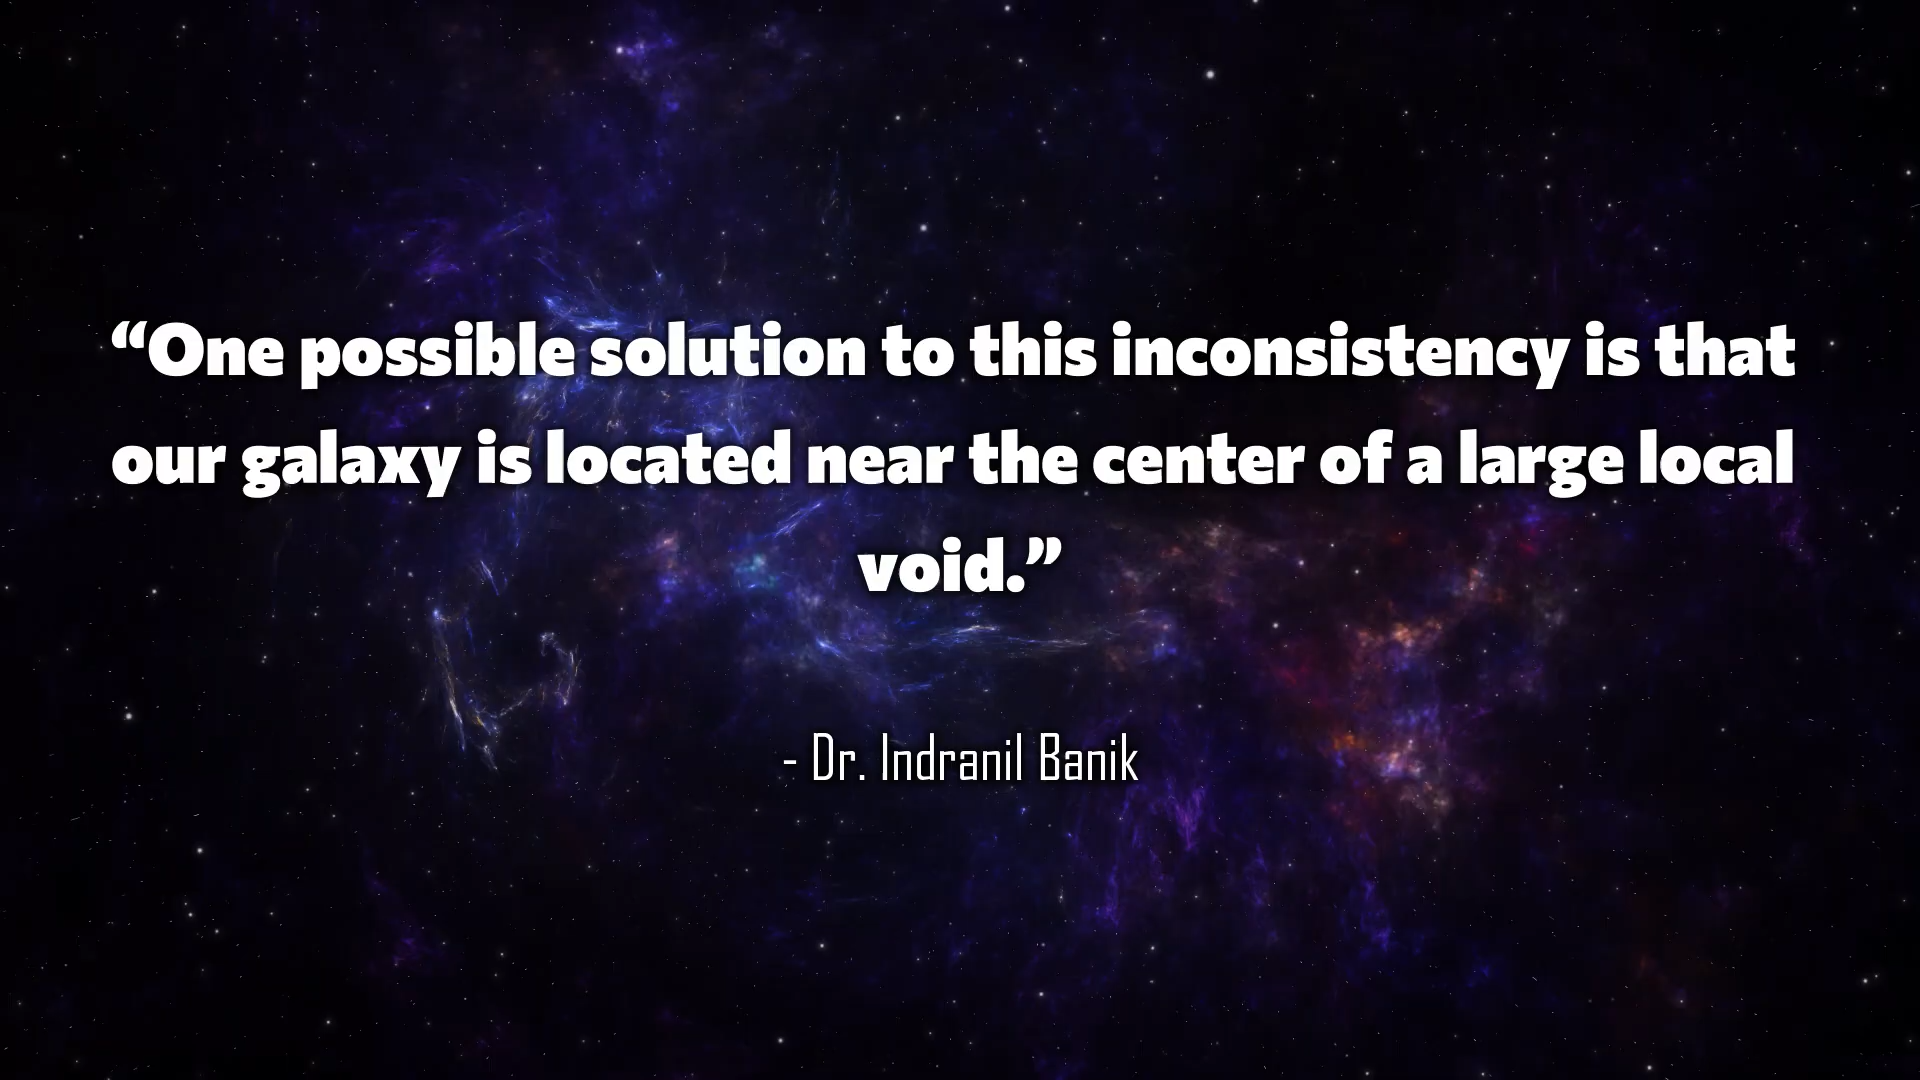 “One possible solution to this inconsistency is that
our galaxy is located near the center of a large local
void.”
- Dr. Indranil Banik